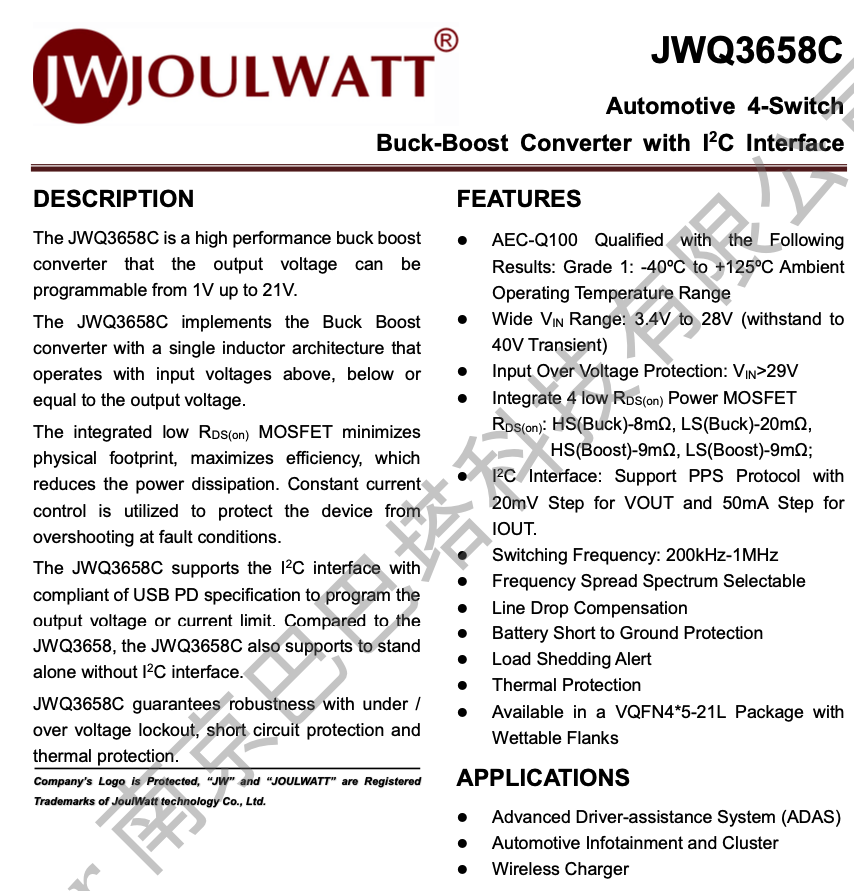 JWJOULWATT®
JWQ3658C
Automotive 4-Switch
Buck-Boost Converter with I²C Interface
DESCRIPTION
The JWQ3658C is a high performance buck boost
converter that the output voltage can be
programmable from 1V up to 21V.
The JWQ3658C implements the Buck Boost
converter with a single inductor architecture that
operates with input voltages above, below or
equal to the output voltage.
The integrated low RDS(on) MOSFET minimizes
physical footprint, maximizes efficiency, which
reduces the power dissipation. Constant current
control is utilized to protect the device from
overshooting at fault conditions.
The JWQ3658C supports the I²C interface with
compliant of USB PD specification to program the
output voltage or current limit. Compared to the
JWQ3658, the JWQ3658C also supports to stand
alone without I²C interface.
JWQ3658C guarantees robustness with under /
over voltage lockout, short circuit protection and
thermal protection.
Company's Logo is Protected, “JW” and “JOULWATT” are Registered
Trademarks of JoulWatt technology Co., Ltd.
FEATURES
● AEC-Q100 Qualified with the Following
Results: Grade 1: -40ºC to +125ºC Ambient
Operating Temperature Range
● Wide VIN Range: 3.4V to 28V (withstand to
40V Transient)
● Input Over Voltage Protection: VIN>29V
● Integrate 4 low RDS(on) Power MOSFET
RDS(on): HS(Buck)-8mΩ, LS(Buck)-20mΩ,
HS(Boost)-9mΩ, LS(Boost)-9mΩ;
● I²C Interface: Support PPS Protocol with
20mV Step for VOUT and 50mA Step for
IOUT.
● Switching Frequency: 200kHz-1MHz
● Frequency Spread Spectrum Selectable
● Line Drop Compensation
● Battery Short to Ground Protection
● Load Shedding Alert
● Thermal Protection
● Available in a VQFN4*5-21L Package with
Wettable Flanks
APPLICATIONS
● Advanced Driver-assistance System (ADAS)
● Automotive Infotainment and Cluster
● Wireless Charger
南京巴巴塔科技有限公司